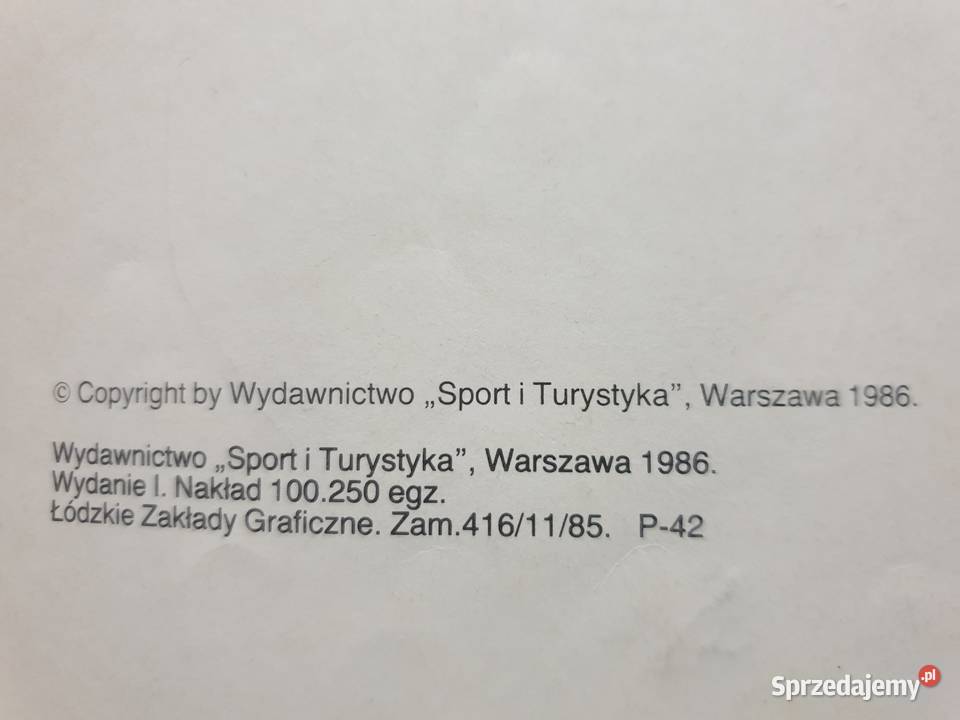 © Copyright by Wydawnictwo „Sport i Turystyka”, Warszawa 1986.
Wydawnictwo „Sport i Turystyka”, Warszawa 1986.
Wydanie I. Nakład 100.250 egz.
Łódzkie Zakłady Graficzne. Zam.416/11/85. P-42
Sprzedajemy.pl